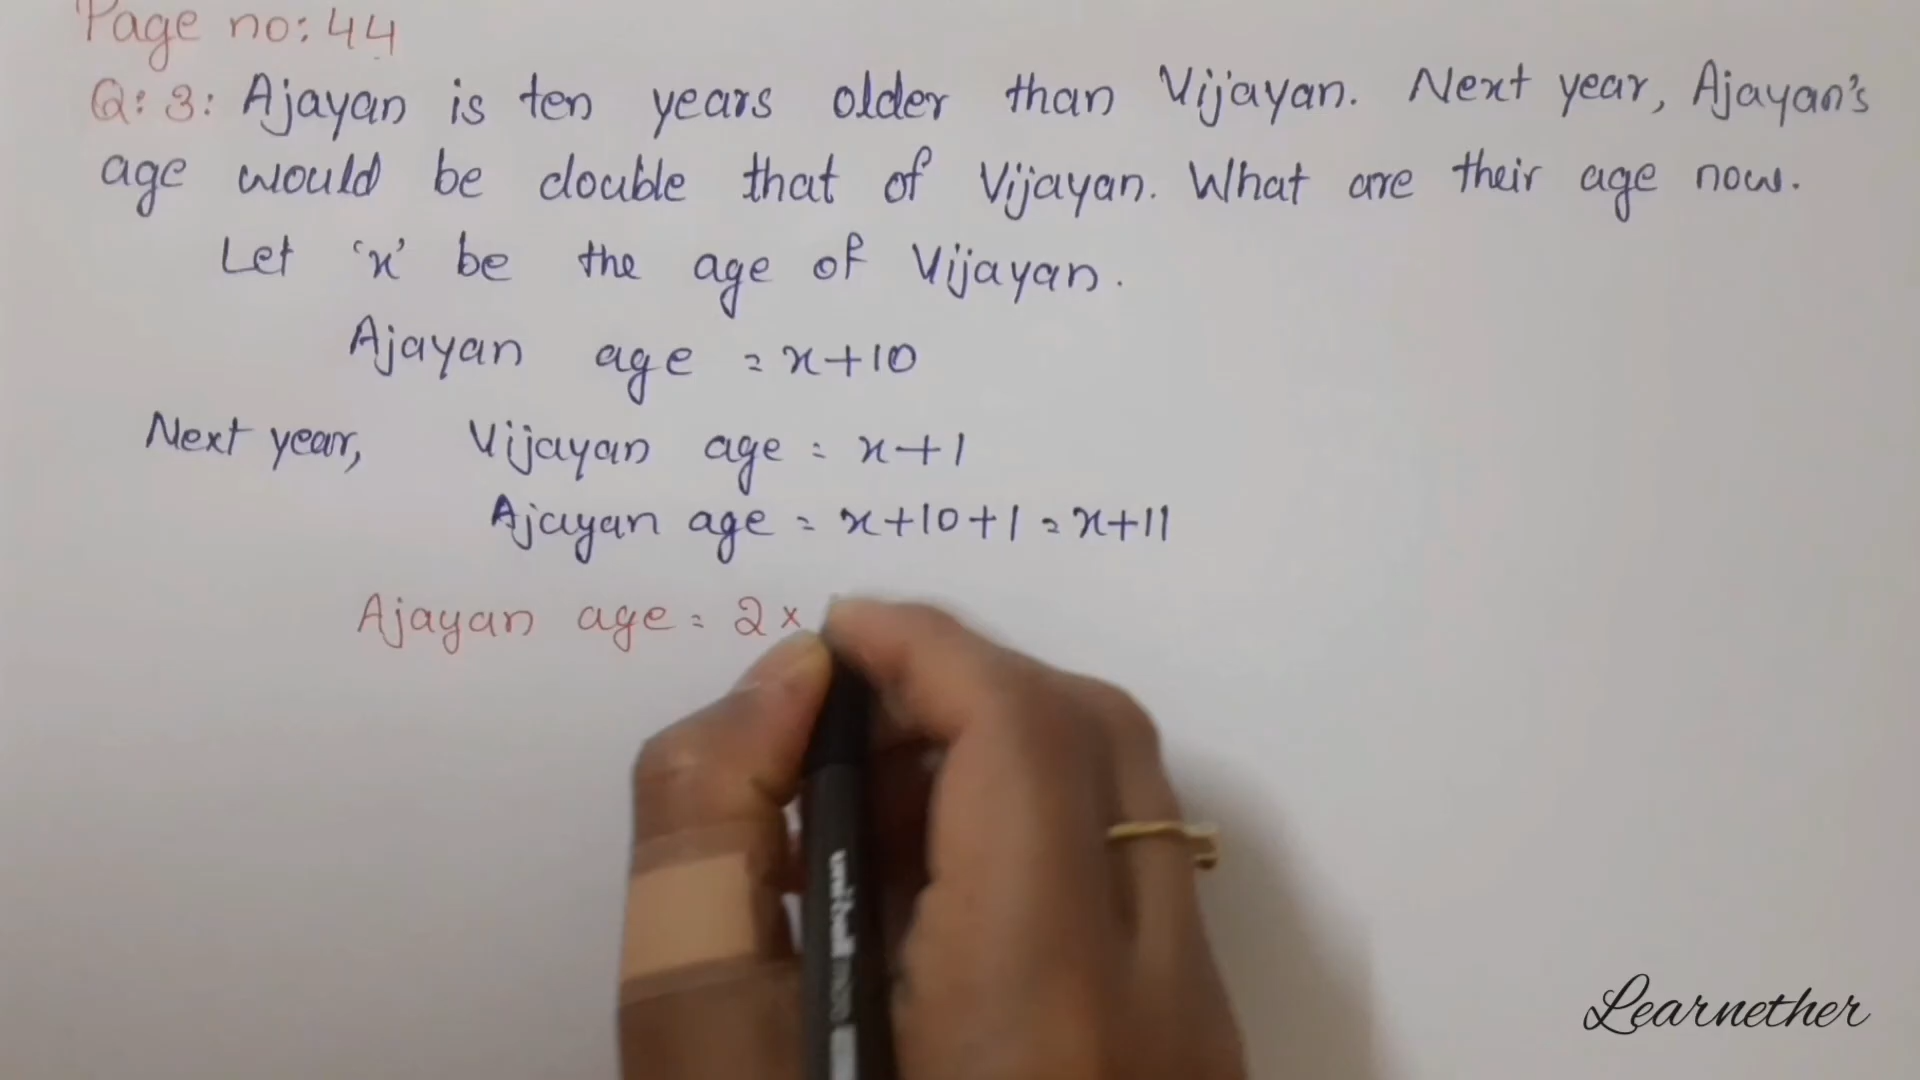 Page no: 44
Q: 3: Ajayan is ten years older than Vijayan. Next year, Ajayan's
age would be double that of Vijayan. What are their age now.
Let 'x' be the age of Vijayan.
Ajayan age = x+10
Next year, Vijayan age = x+1
Ajayan age = x+10+1 = x+11
Ajayan age = 2×
uniball
Learnether